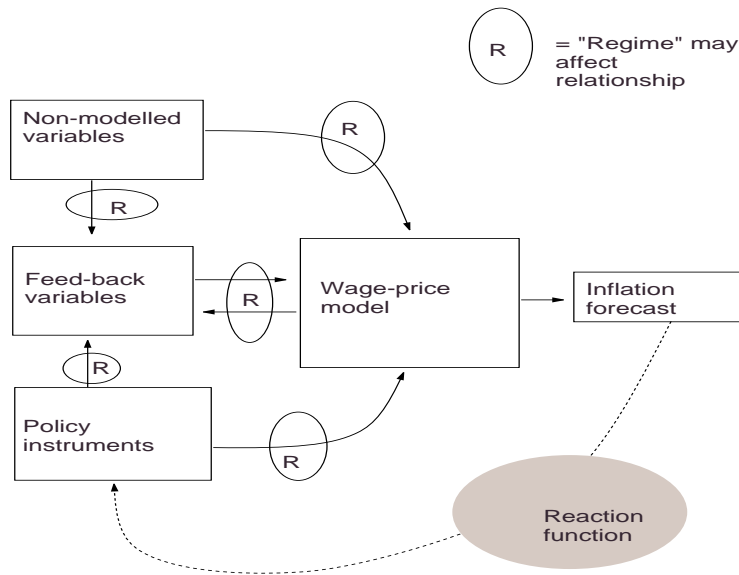 R
= "Regime" may
affect
relationship
Non-modelled
variables
R
R
Feed-back
variables
R
Wage-price
model
Inflation
forecast
R
Policy
instruments
R
Reaction
function